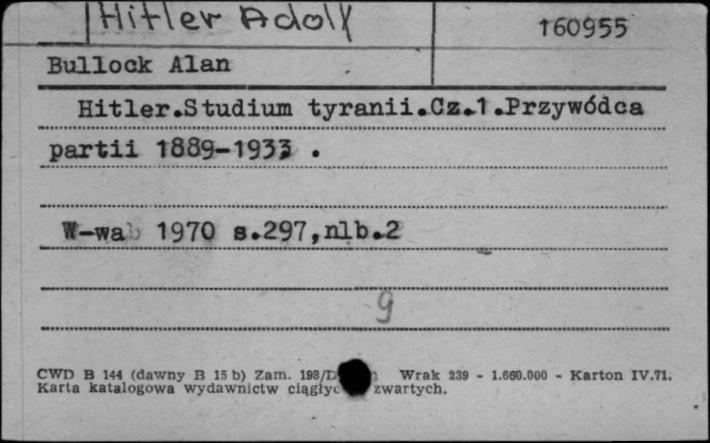 Hitler Adolf
160955
Bullock Alan
Hitler.Studium tyranii.Cz.1.Przywódca
partii 1889-1933 .
W-wa 1970 s.297,nlb.2
9
CWD B 144 (dawny B 15 b) Zam. 198/D Wrak 239 - 1.660.000 - Karton IV.71.
Karta katalogowa wydawnictw zwartych.